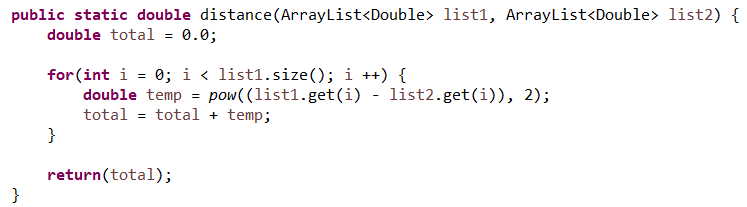 public static double distance(ArrayList<Double> list1, ArrayList<Double> list2) {
    double total = 0.0;

    for(int i = 0; i < list1.size(); i ++) {
        double temp = pow((list1.get(i) - list2.get(i)), 2);
        total = total + temp;
    }

    return(total);
}